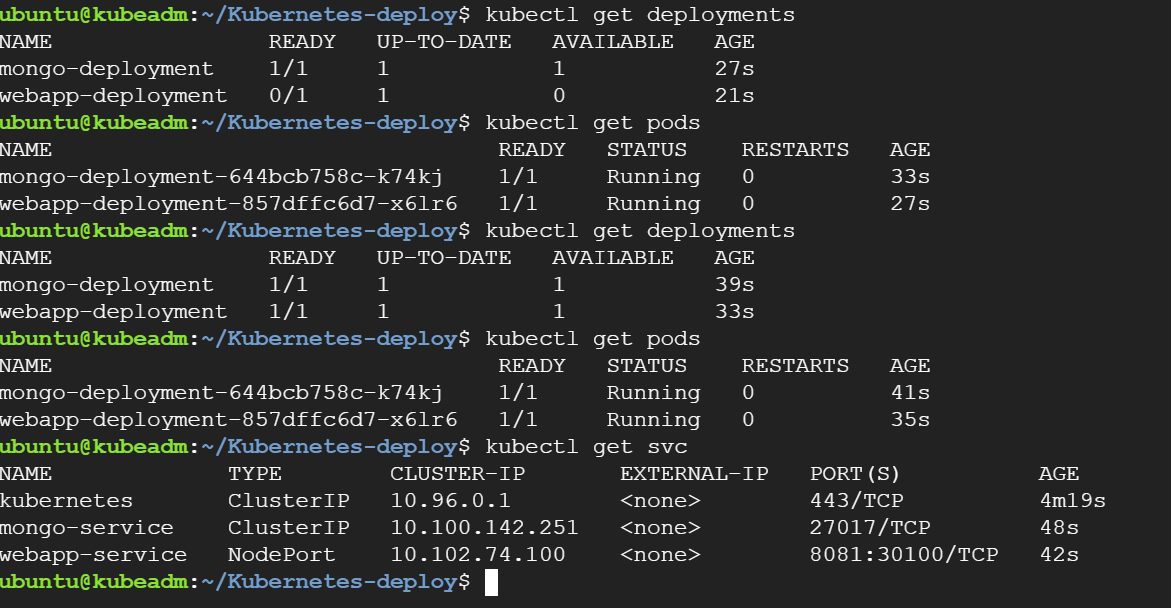 ubuntu@kubeadm:~/Kubernetes-deploy$ kubectl get deployments
NAME                READY   UP-TO-DATE   AVAILABLE   AGE
mongo-deployment    1/1     1            1           27s
webapp-deployment   0/1     1            0           21s
ubuntu@kubeadm:~/Kubernetes-deploy$ kubectl get pods
NAME                                 READY   STATUS    RESTARTS   AGE
mongo-deployment-644bcb758c-k74kj    1/1     Running   0          33s
webapp-deployment-857dffc6d7-x6lr6   1/1     Running   0          27s
ubuntu@kubeadm:~/Kubernetes-deploy$ kubectl get deployments
NAME                READY   UP-TO-DATE   AVAILABLE   AGE
mongo-deployment    1/1     1            1           39s
webapp-deployment   1/1     1            1           33s
ubuntu@kubeadm:~/Kubernetes-deploy$ kubectl get pods
NAME                                 READY   STATUS    RESTARTS   AGE
mongo-deployment-644bcb758c-k74kj    1/1     Running   0          41s
webapp-deployment-857dffc6d7-x6lr6   1/1     Running   0          35s
ubuntu@kubeadm:~/Kubernetes-deploy$ kubectl get svc
NAME             TYPE        CLUSTER-IP       EXTERNAL-IP   PORT(S)          AGE
kubernetes       ClusterIP   10.96.0.1        <none>        443/TCP          4m19s
mongo-service    ClusterIP   10.100.142.251   <none>        27017/TCP        48s
webapp-service   NodePort    10.102.74.100    <none>        8081:30100/TCP   42s
ubuntu@kubeadm:~/Kubernetes-deploy$